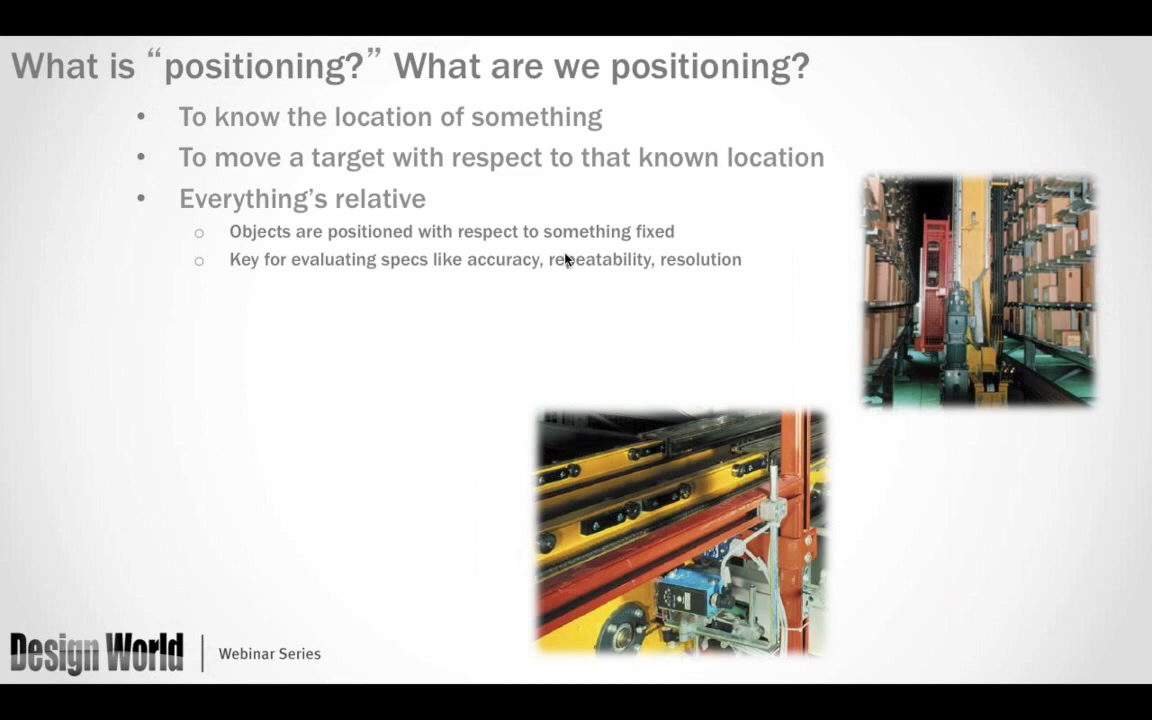 What is “positioning?” What are we positioning?
• To know the location of something
• To move a target with respect to that known location
• Everything’s relative
○ Objects are positioned with respect to something fixed
○ Key for evaluating specs like accuracy, repeatability, resolution
Design World | Webinar Series